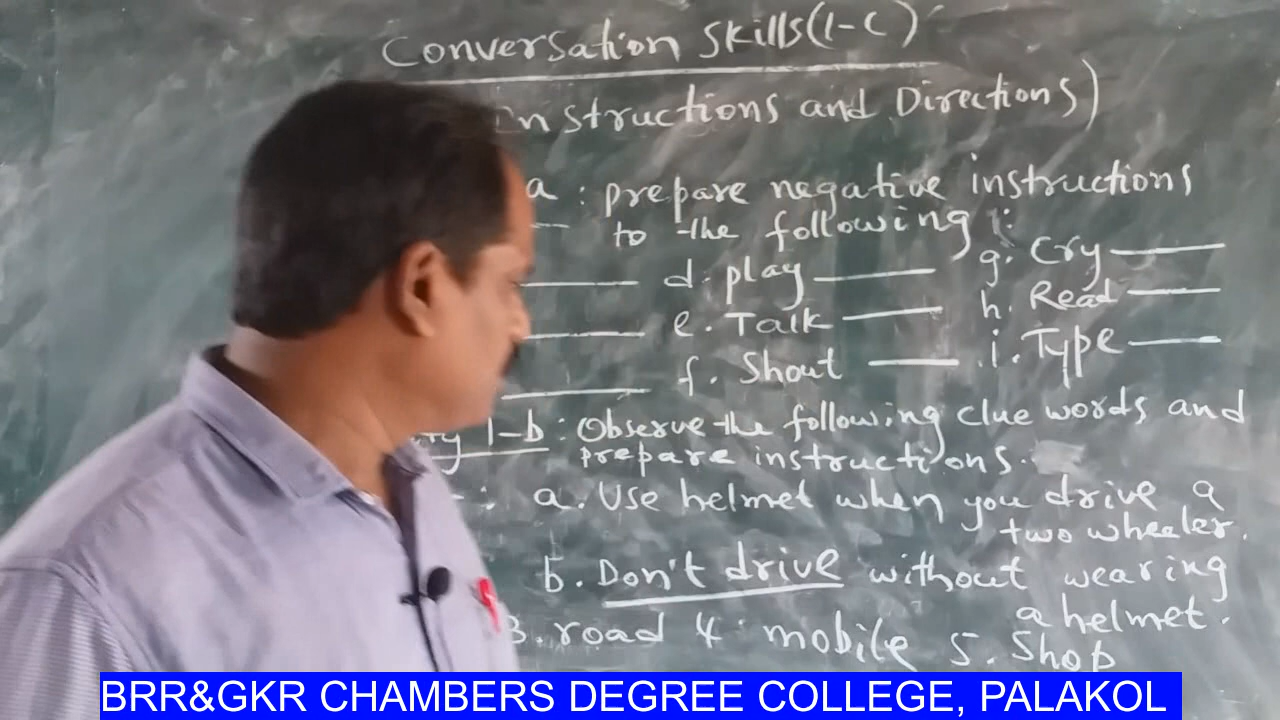 Conversation Skills(1-C)
nstructions and Directions)
a : prepare negative instructions
to the following :
d. play
g. Cry
e. Talk
h. Read
f. Shout
i. Type
1-b : Observe the following clue words and
prepare instructions.
a. Use helmet when you drive a
two wheeler.
b. Don't drive without wearing
a helmet.
3. road 4. mobile 5. Shop
BRR&GKR CHAMBERS DEGREE COLLEGE, PALAKOL